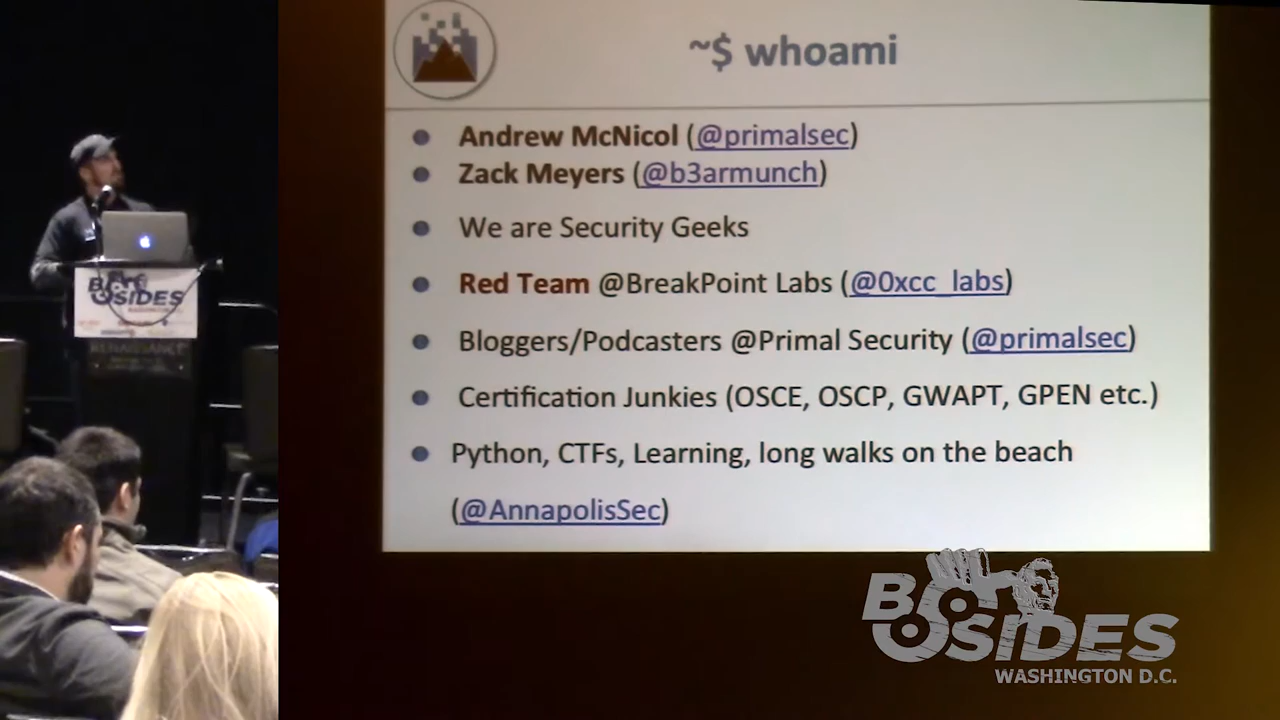 ~$ whoami
Andrew McNicol (@primalsec)
Zack Meyers (@b3armunch)
We are Security Geeks
Red Team @BreakPoint Labs (@0xcc_labs)
Bloggers/Podcasters @Primal Security (@primalsec)
Certification Junkies (OSCE, OSCP, GWAPT, GPEN etc.)
Python, CTFs, Learning, long walks on the beach
(@AnnapolisSec)
BSIDES
RENAISSANCE
BSIDES
WASHINGTON D.C.